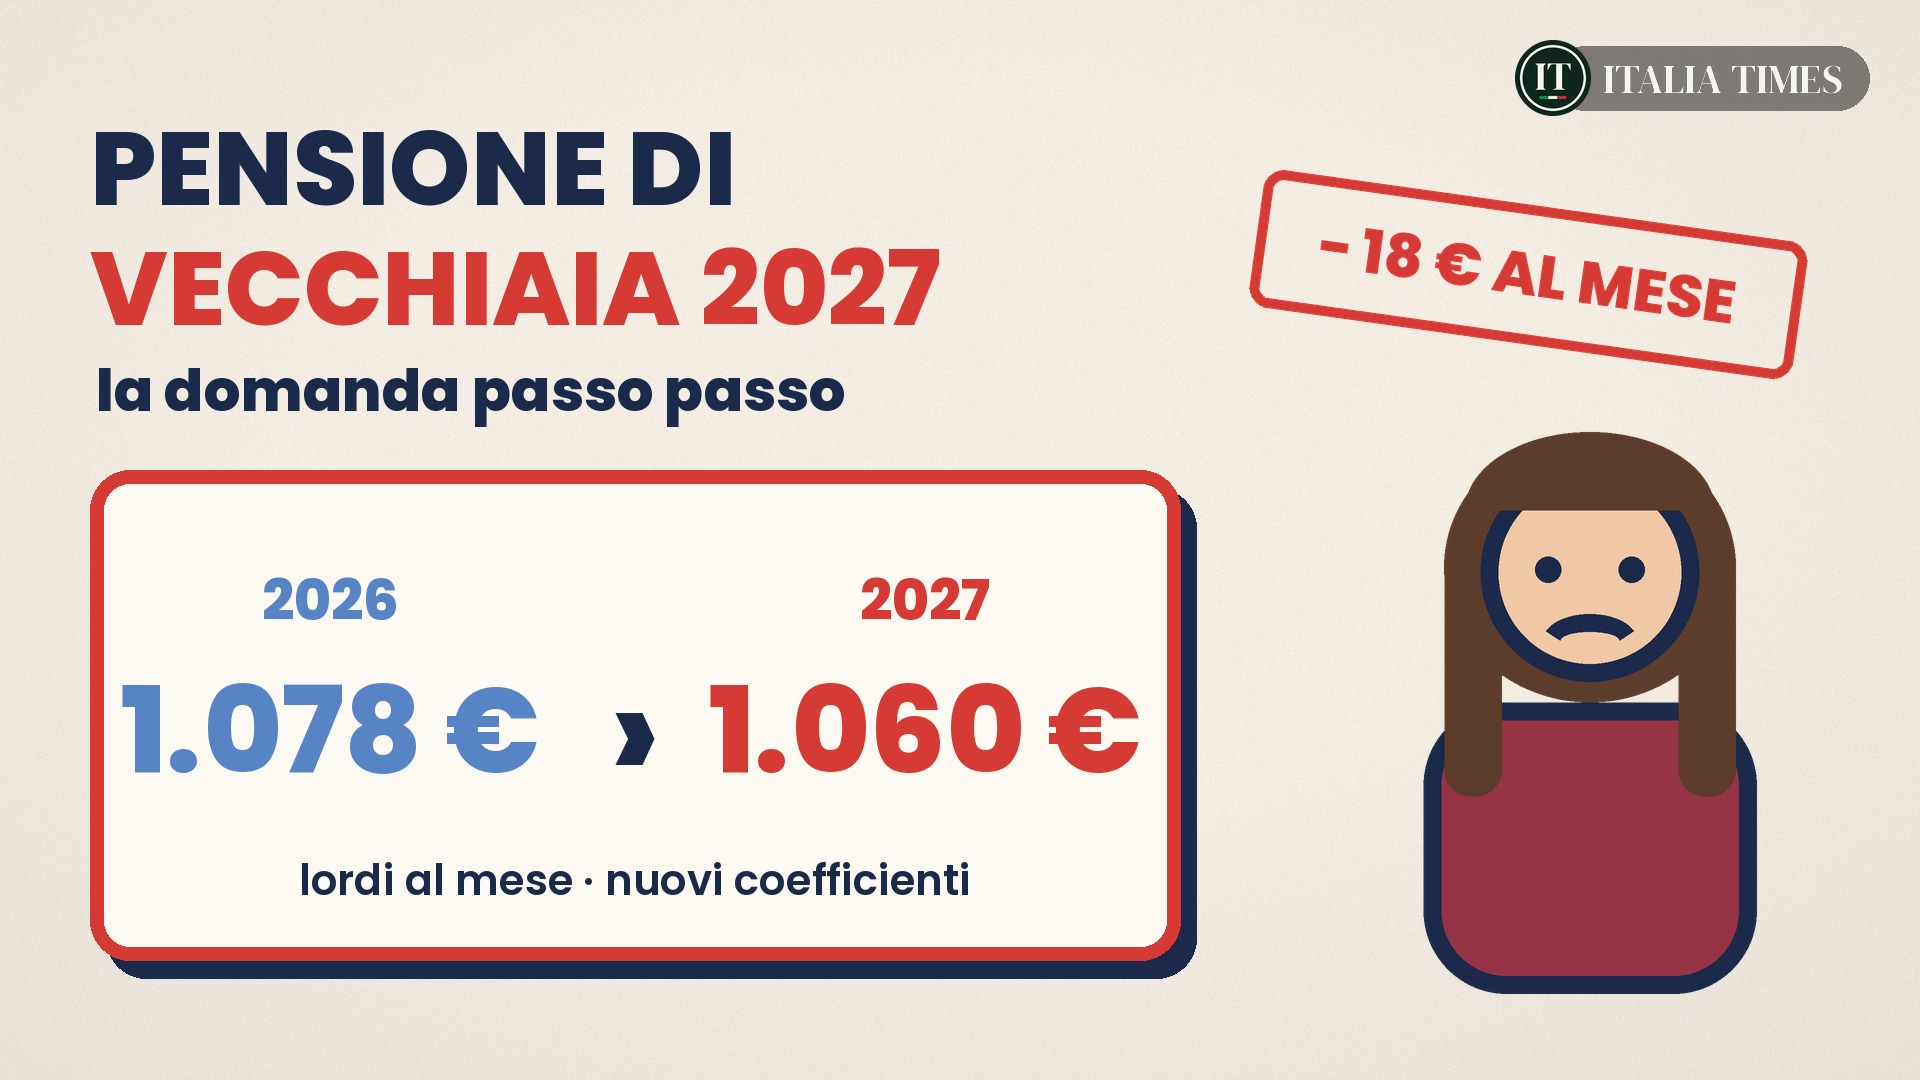 IT ITALIA TIMES
PENSIONE DI
VECCHIAIA 2027
la domanda passo passo
- 18 € AL MESE
2026
2027
1.078 € › 1.060 €
lordi al mese · nuovi coefficienti